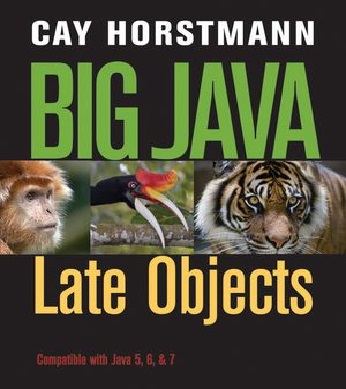 CAY HORSTMANN
BIG JAVA
Late Objects
Compatible with Java 5, 6, & 7